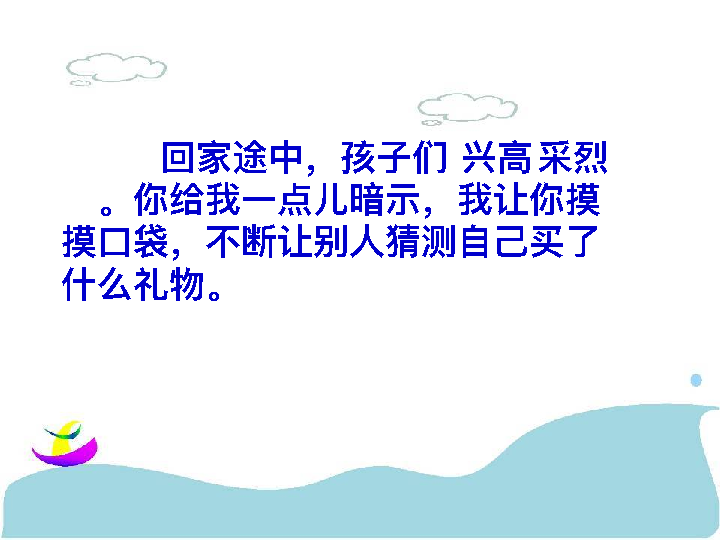 回家途中，孩子们 兴高采烈
。你给我一点儿暗示，我让你摸
摸口袋，不断让别人猜测自己买了
什么礼物。